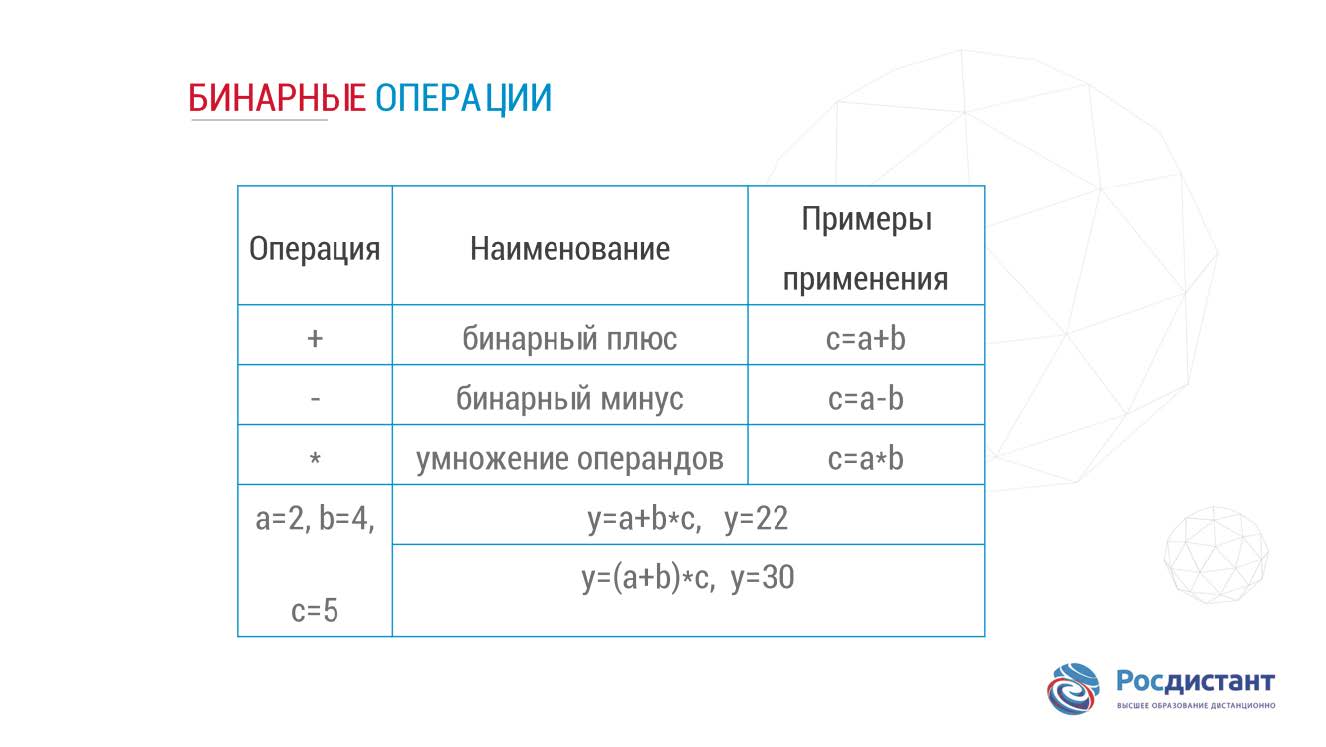 БИНАРНЫЕ ОПЕРАЦИИ
Операция
Наименование
Примеры
применения
+
бинарный плюс
c=a+b
-
бинарный минус
c=a-b
*
умножение операндов
c=a*b
a=2, b=4,
c=5
y=a+b*c, y=22
y=(a+b)*c, y=30
Росдистант
ВЫСШЕЕ ОБРАЗОВАНИЕ ДИСТАНЦИОННО